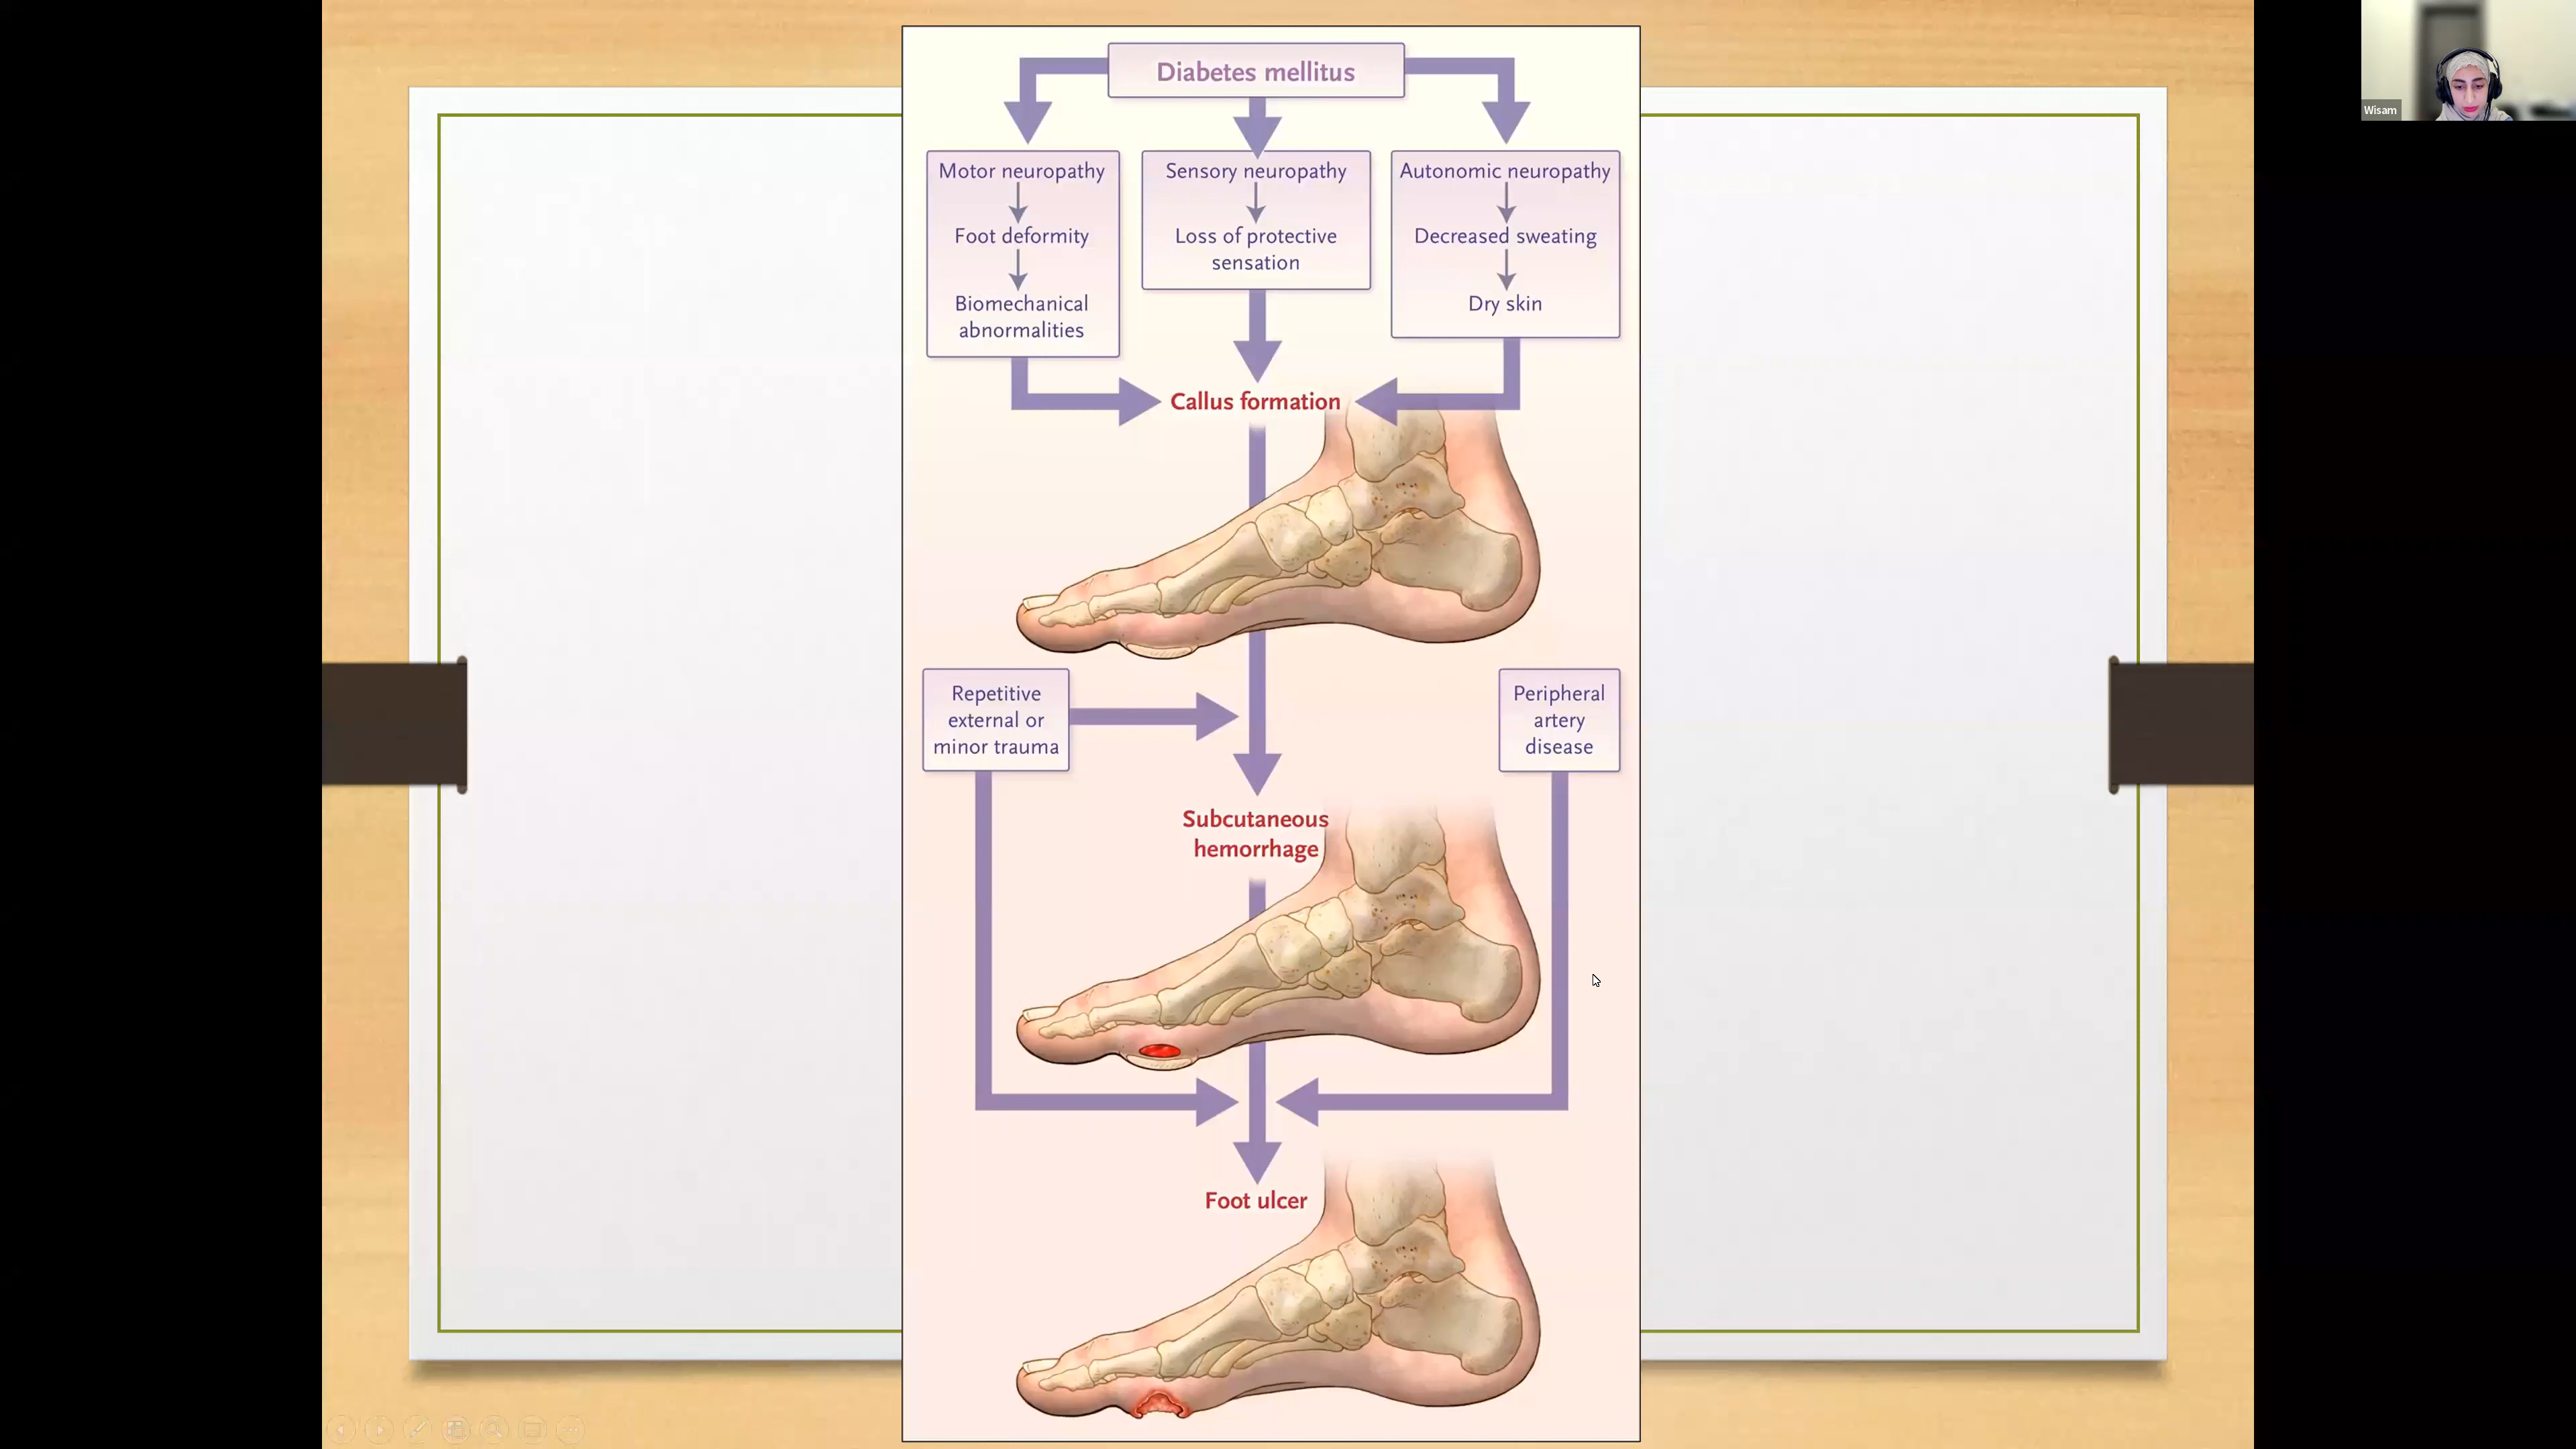 Diabetes mellitus
Wisam
Motor neuropathy
Foot deformity
Biomechanical
abnormalities
Sensory neuropathy
Loss of protective
sensation
Autonomic neuropathy
Decreased sweating
Dry skin
Callus formation
Repetitive
external or
minor trauma
Peripheral
artery
disease
Subcutaneous
hemorrhage
Foot ulcer